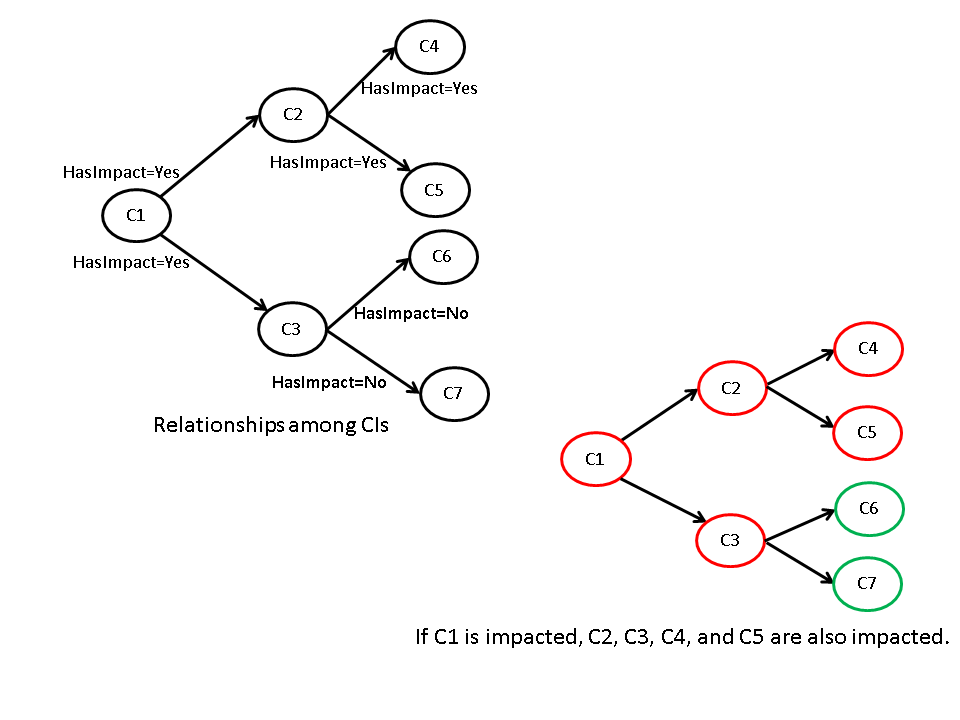 C4
HasImpact=Yes
C2
HasImpact=Yes
HasImpact=Yes
C5
C1
HasImpact=Yes
C6
HasImpact=No
C3
HasImpact=No
C7
Relationships among CIs
C4
C2
C5
C1
C6
C3
C7
If C1 is impacted, C2, C3, C4, and C5 are also impacted.